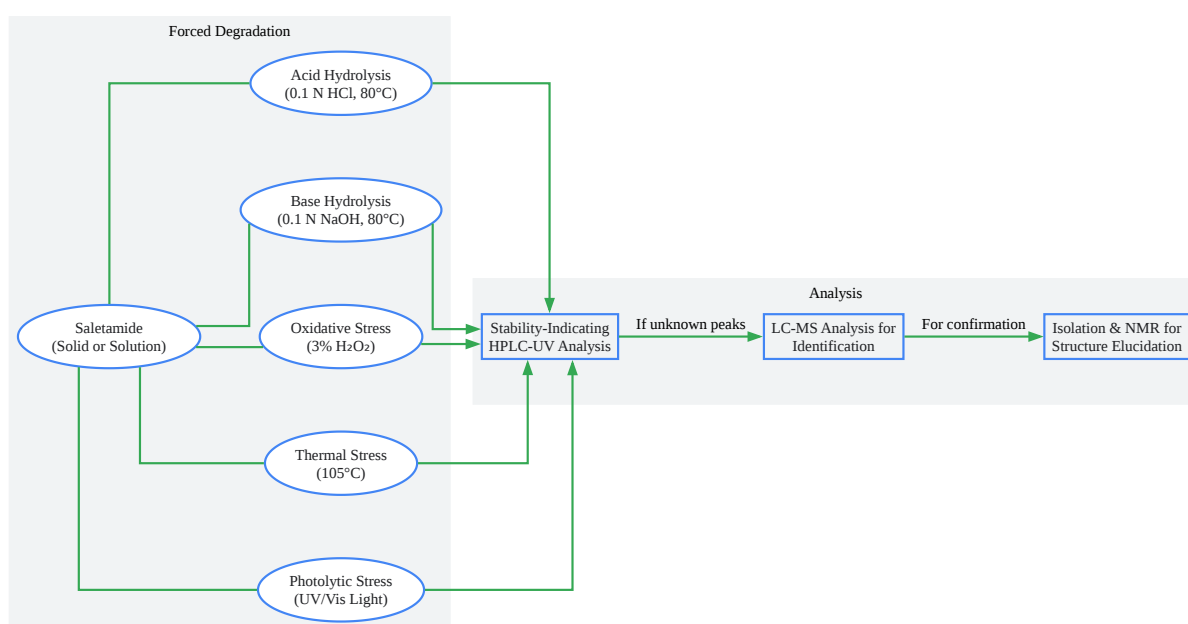 Forced Degradation
Acid Hydrolysis
(0.1 N HCl, 80°C)
Base Hydrolysis
(0.1 N NaOH, 80°C)
Saletamide
(Solid or Solution)
Oxidative Stress
(3% H₂O₂)
Thermal Stress
(105°C)
Photolytic Stress
(UV/Vis Light)
Analysis
Stability-Indicating
HPLC-UV Analysis
If unknown peaks
LC-MS Analysis for
Identification
For confirmation
Isolation & NMR for
Structure Elucidation